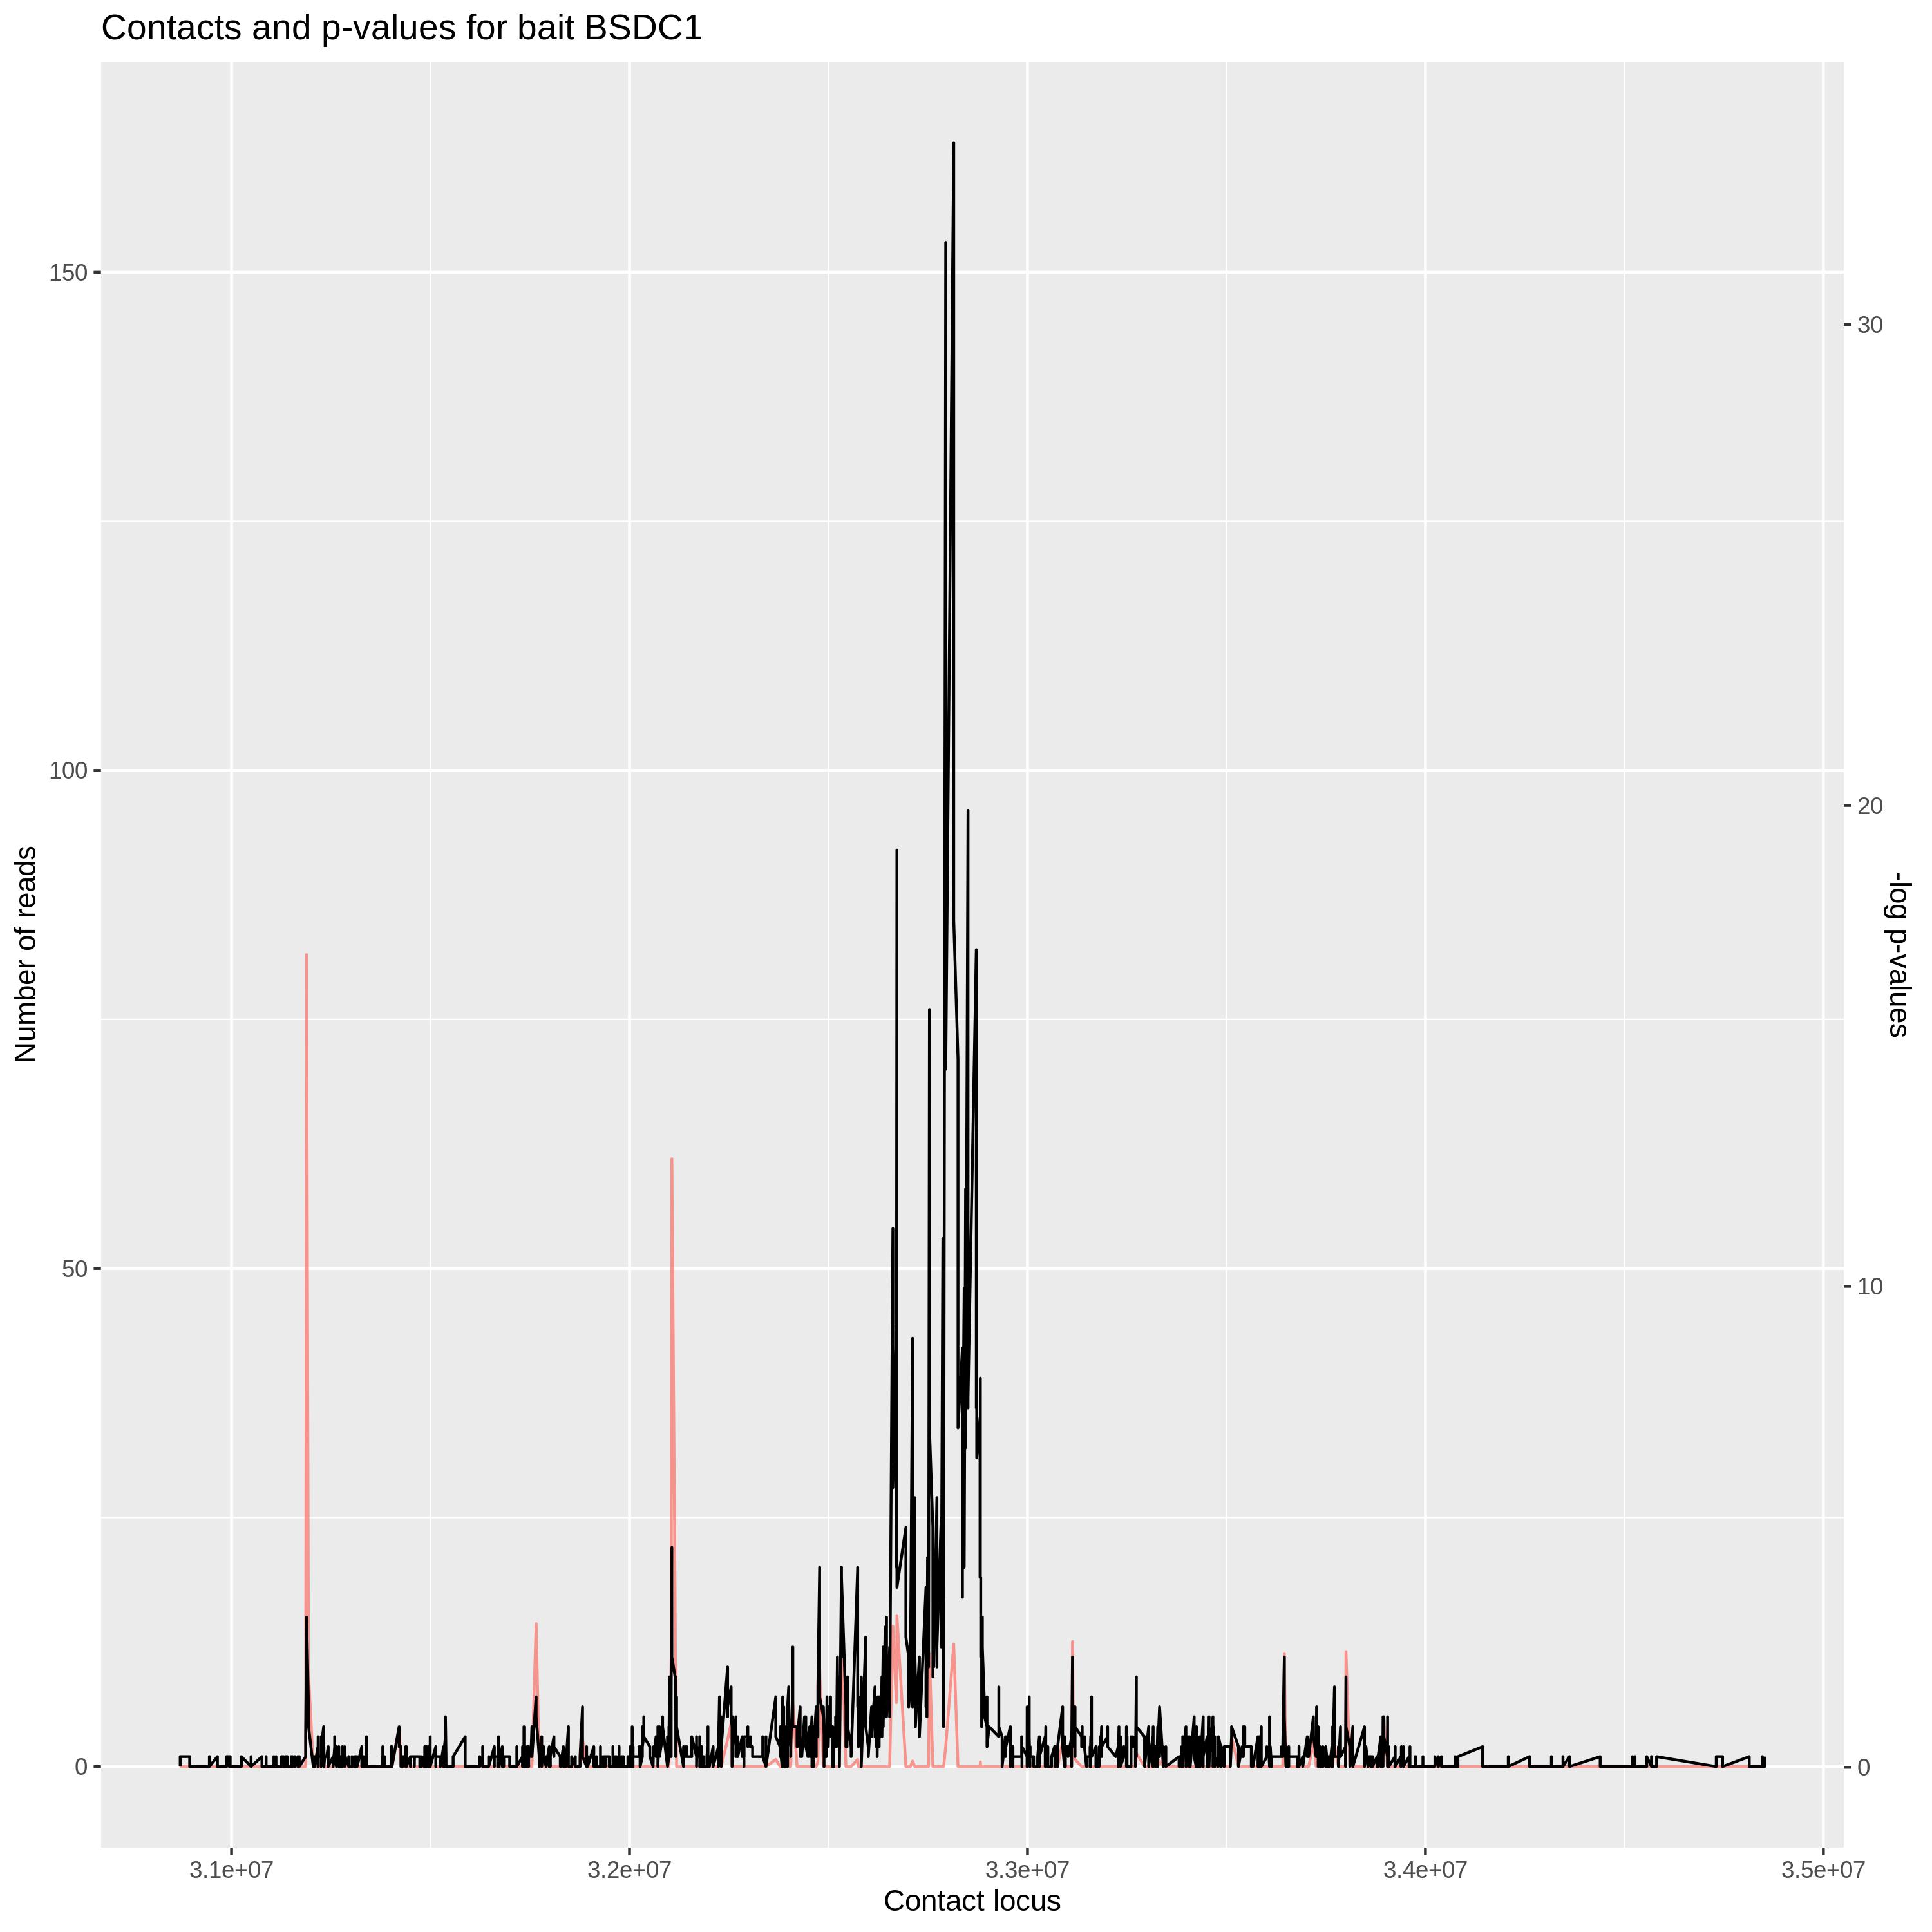 Contacts and p-values for bait BSDC1
150
100
50
0
Number of reads
30
20
10
0
-log p-values
3.1e+07
3.2e+07
3.3e+07
3.4e+07
3.5e+07
Contact locus